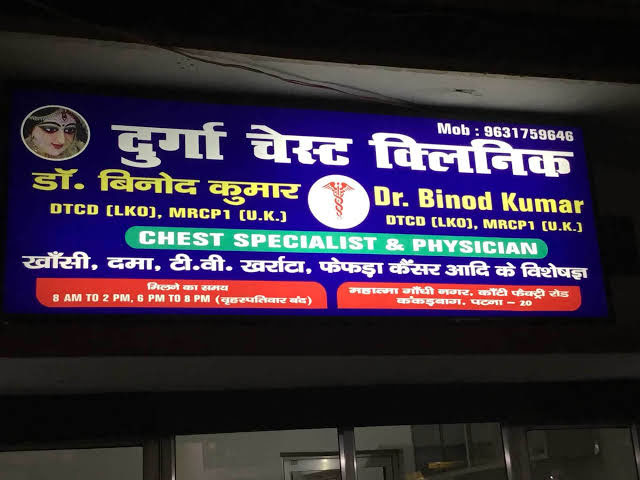 Mob : 9631759646
दुर्गा चेस्ट क्लिनिक
डॉ. बिनोद कुमार
DTCD (LKO), MRCP1 (U.K.)
Dr. Binod Kumar
DTCD (LKO), MRCP1 (U.K.)
CHEST SPECIALIST & PHYSICIAN
खाँसी, दमा, टी.वी. खर्राटा, फेफड़ा कैंसर आदि के विशेषज्ञ
मिलने का समय
8 AM TO 2 PM, 6 PM TO 8 PM (वृहस्पतिवार बंद)
महात्मा गाँधी नगर, काँटी फैक्ट्री रोड
कंकड़बाग, पटना – 20